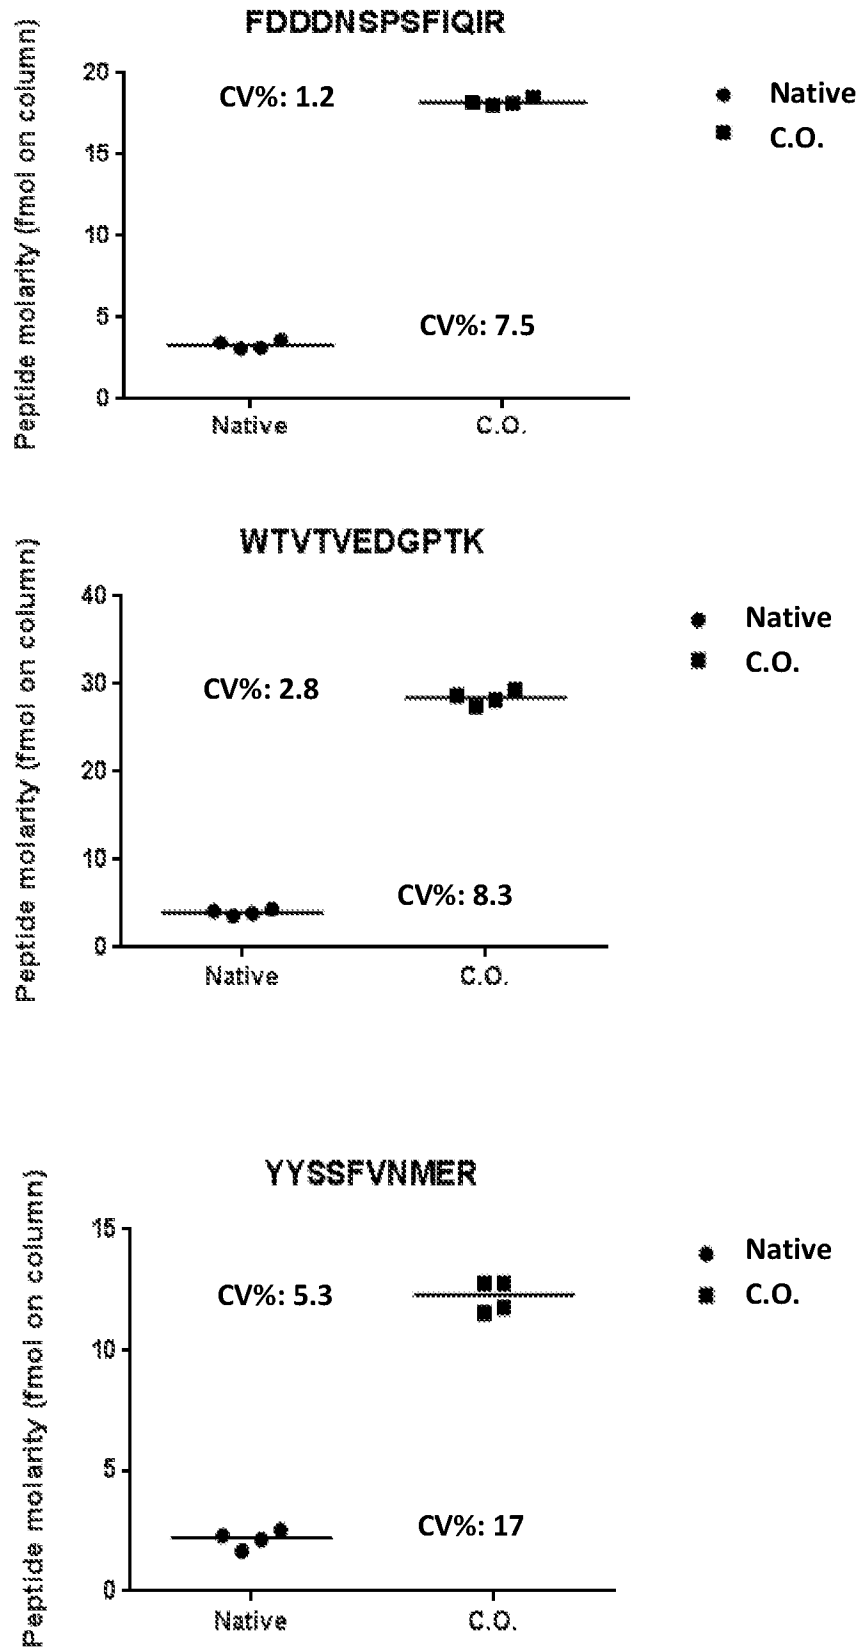 FDDDNSPSFIQIR
Peptide molarity (fmol on column)
20
15
10
5
0
CV%: 1.2
CV%: 7.5
Native
C.O.
Native
C.O.
WTVTVEDGPTK
Peptide molarity (fmol on column)
40
30
20
10
0
CV%: 2.8
CV%: 8.3
Native
C.O.
Native
C.O.
YYSSFVNMER
Peptide molarity (fmol on column)
15
10
5
0
CV%: 5.3
CV%: 17
Native
C.O.
Native
C.O.